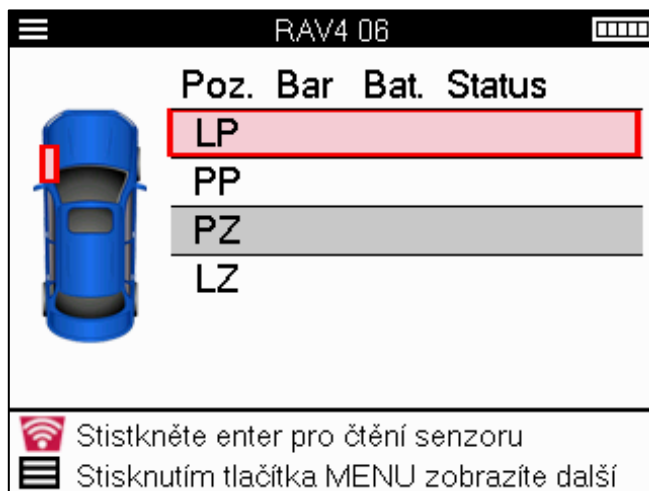 RAV4 06
Poz. Bar Bat. Status
LP
PP
PZ
LZ
Stistkněte enter pro čtění senzoru
Stisknutím tlačítka MENU zobrazíte další